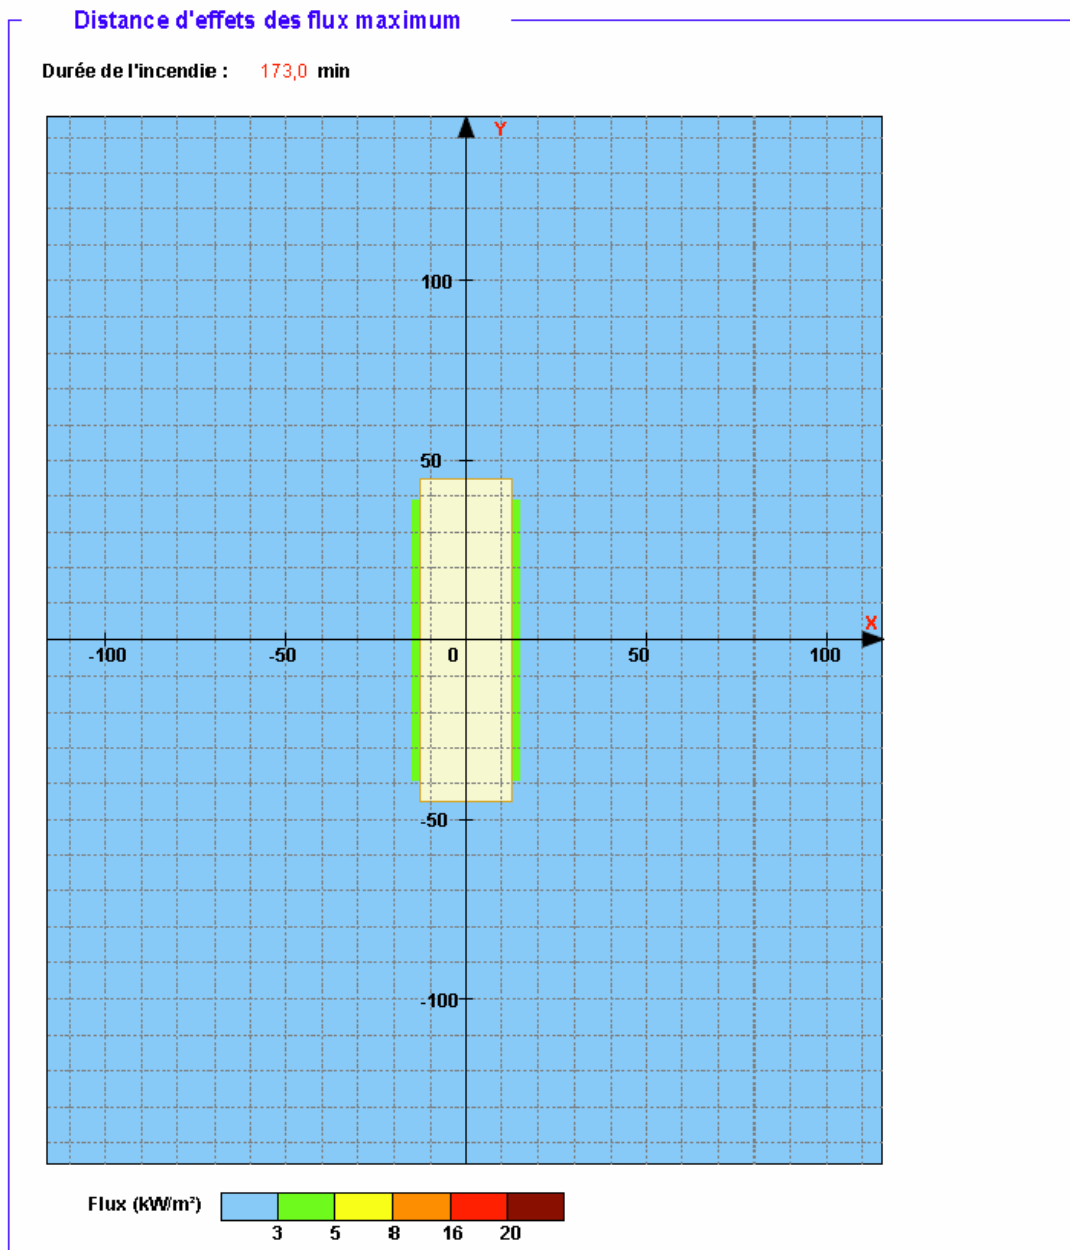 Distance d'effets des flux maximum
Durée de l'incendie : 173,0 min
Y
100
50
X
-100 -50 0 50 100
-50
-100
Flux (kW/m²)
3 5 8 16 20